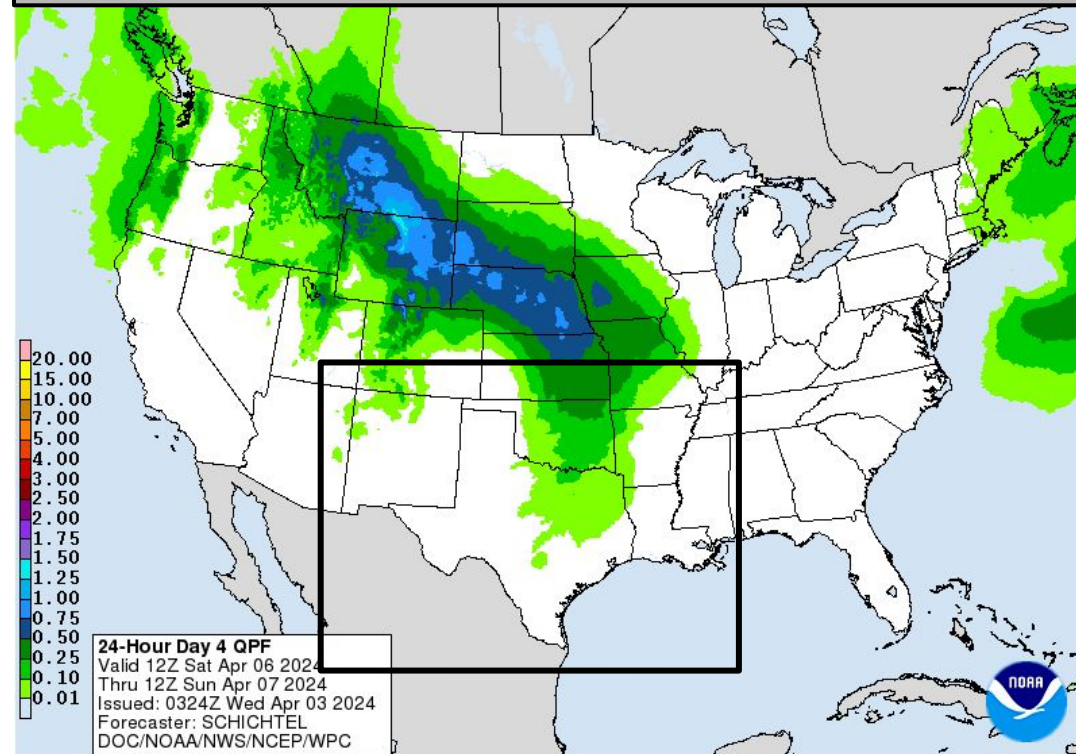 20.00
15.00
10.00
7.00
5.00
4.00
3.00
2.50
2.00
1.75
1.50
1.25
1.00
0.75
0.50
0.25
0.10
0.01
24-Hour Day 4 QPF
Valid 12Z Sat Apr 06 2024
Thru 12Z Sun Apr 07 2024
Issued: 0324Z Wed Apr 03 2024
Forecaster: SCHICHTEL
DOC/NOAA/NWS/NCEP/WPC
NOAA